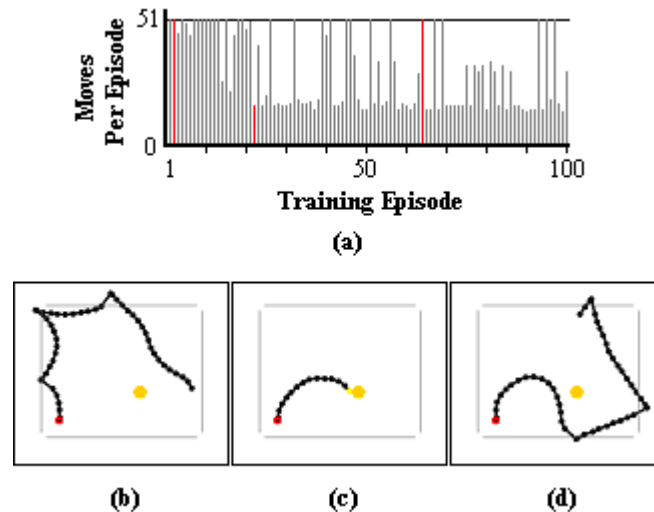 51
Moves
Per Episode
0
1 50 100
Training Episode
(a)
(b) (c) (d)